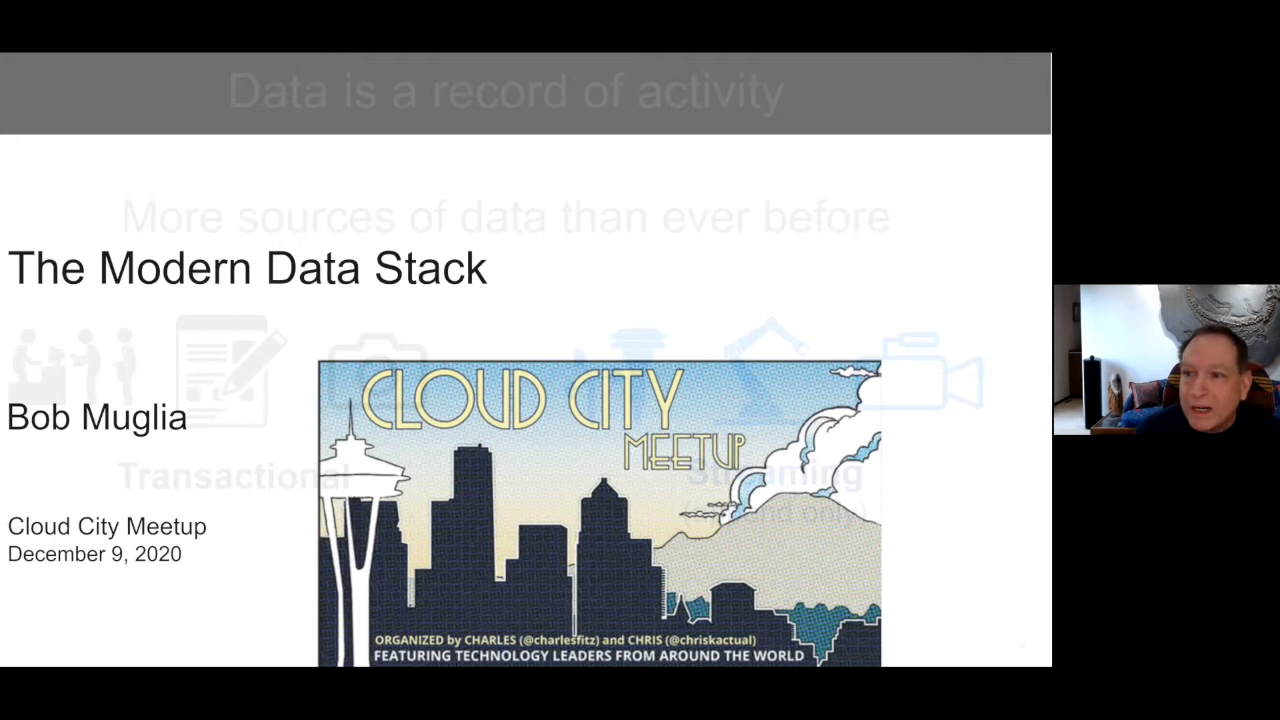 Data is a record of activity
More sources of data than ever before
The Modern Data Stack
Bob Muglia
Transactional
Streaming
Cloud City Meetup
December 9, 2020
CLOUD CITY
MEETUP
ORGANIZED by CHARLES (@charlesfitz) and CHRIS (@chriskactual)
FEATURING TECHNOLOGY LEADERS FROM AROUND THE WORLD